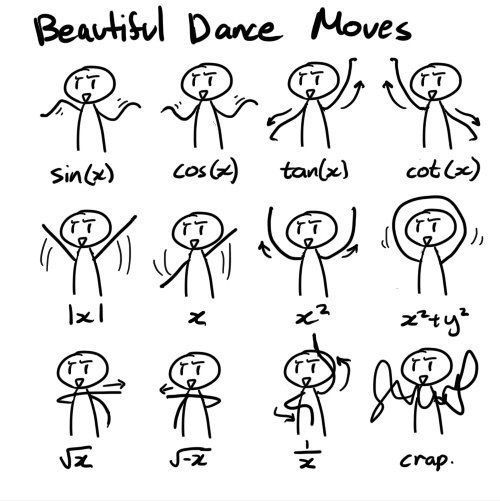 Beautiful Dance Moves
sin(x) cos(x) tan(x) cot(x)
|x| x x² x²+y²
√x √-x 1/x crap.